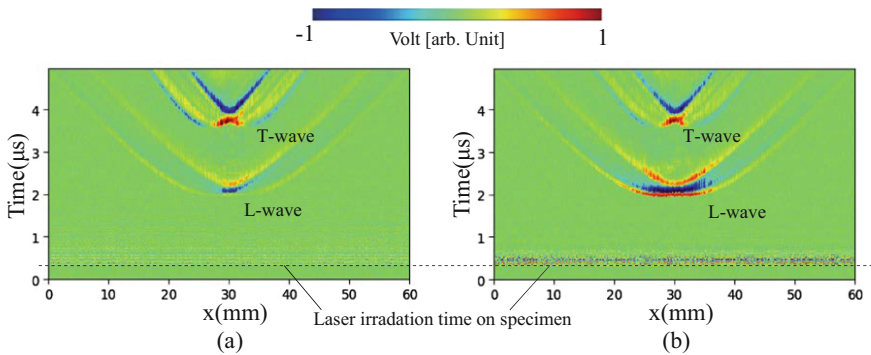 -1
Volt [arb. Unit]
1
4
3
2
1
0
Time(μs)
T-wave
L-wave
0
10
20
30
40
50
60
x(mm)
(a)
4
3
2
1
0
Time(μs)
T-wave
L-wave
0
10
20
30
40
50
60
x(mm)
(b)
Laser irradation time on specimen